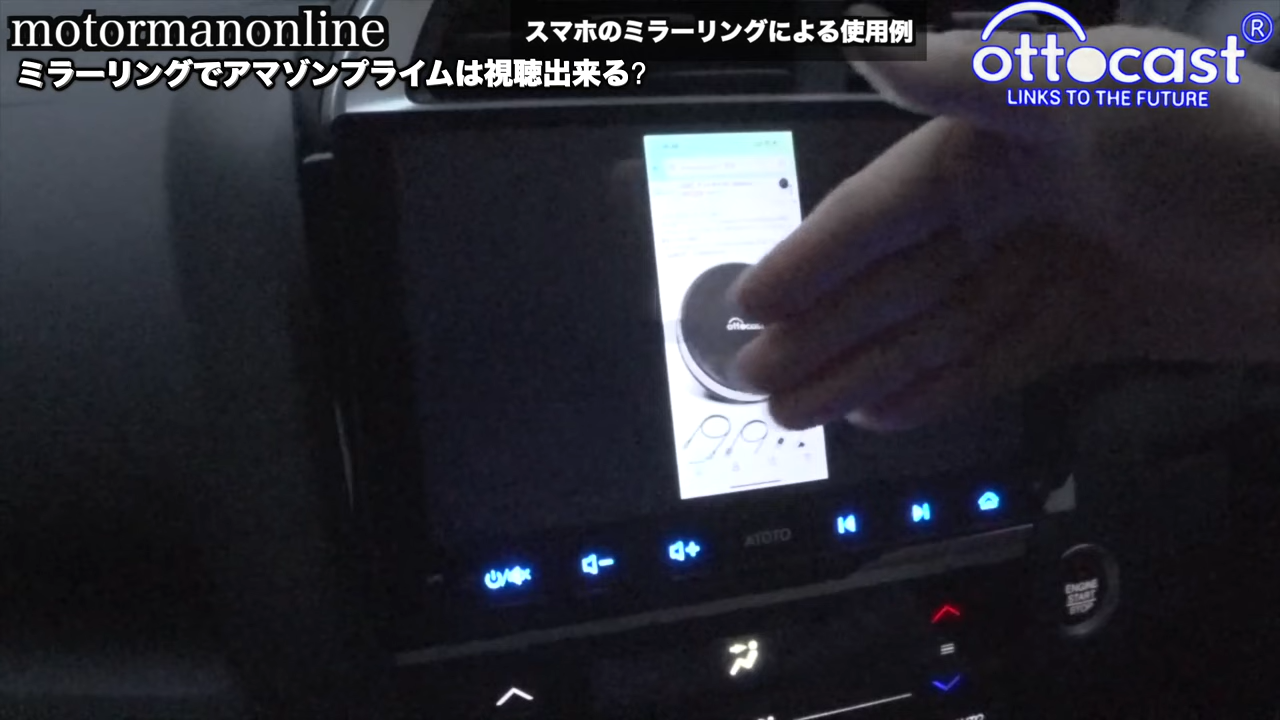 motormanonline
スマホのミラーリングによる使用例
ミラーリングでアマゾンプライムは視聴出来る?
ottocast®
LINKS TO THE FUTURE
ottocast
ATOTO
ENGINE
START
STOP